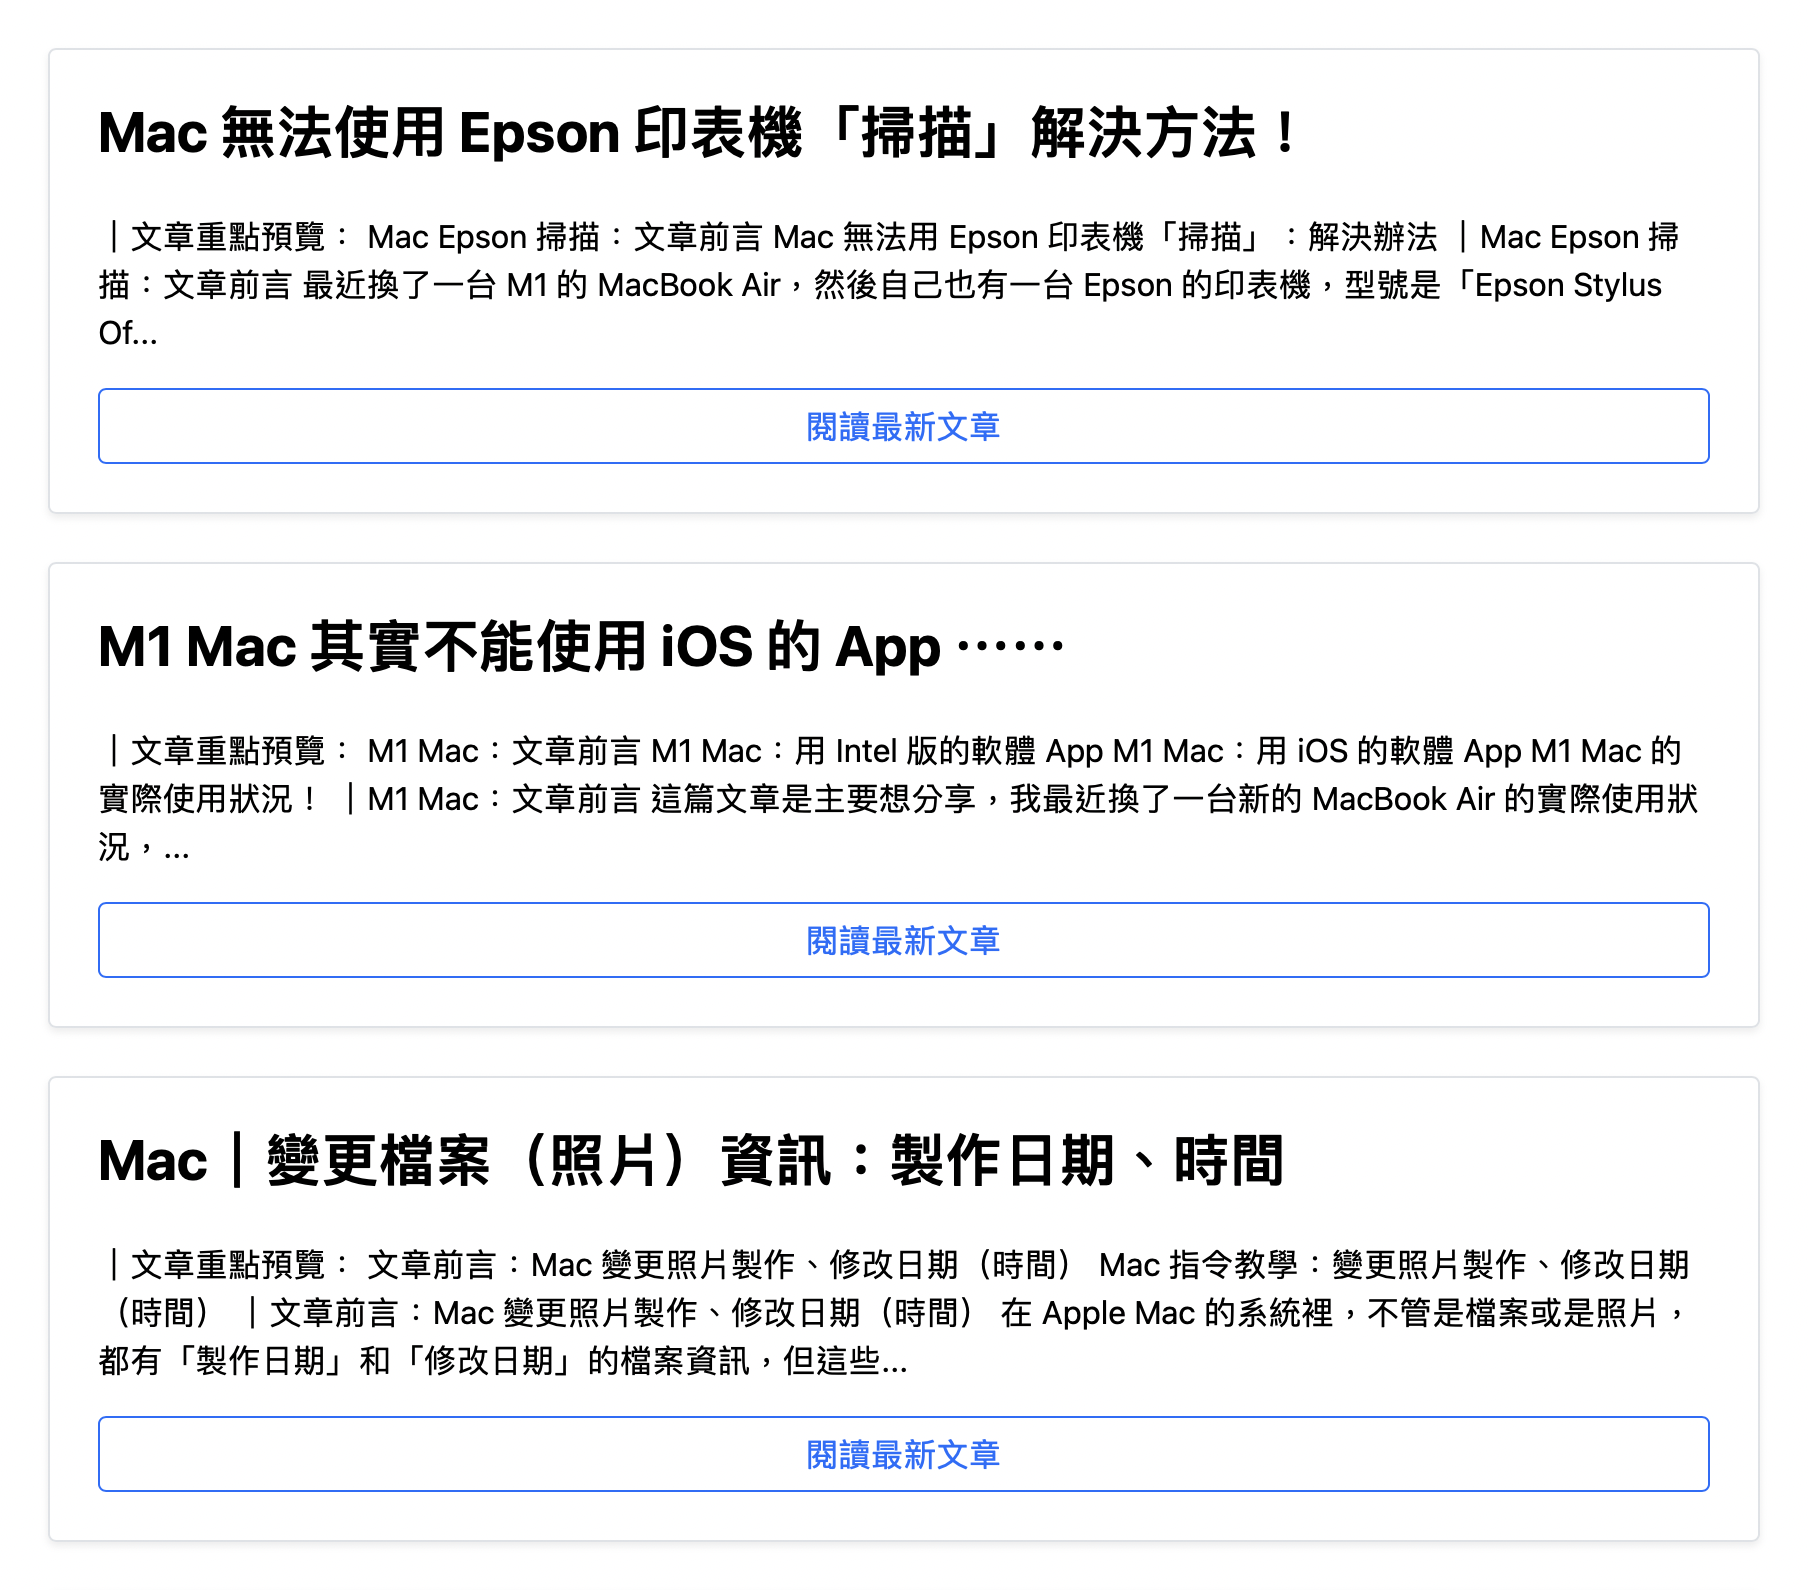 Mac 無法使用 Epson 印表機「掃描」解決方法！
｜文章重點預覽： Mac Epson 掃描：文章前言 Mac 無法用 Epson 印表機「掃描」：解決辦法 ｜Mac Epson 掃
描：文章前言 最近換了一台 M1 的 MacBook Air，然後自己也有一台 Epson 的印表機，型號是「Epson Stylus
Of...
閱讀最新文章
M1 Mac 其實不能使用 iOS 的 App ⋯⋯
｜文章重點預覽： M1 Mac：文章前言 M1 Mac：用 Intel 版的軟體 App M1 Mac：用 iOS 的軟體 App M1 Mac 的
實際使用狀況！ ｜M1 Mac：文章前言 這篇文章是主要想分享，我最近換了一台新的 MacBook Air 的實際使用狀
況，...
閱讀最新文章
Mac｜變更檔案（照片）資訊：製作日期、時間
｜文章重點預覽： 文章前言：Mac 變更照片製作、修改日期（時間） Mac 指令教學：變更照片製作、修改日期
（時間） ｜文章前言：Mac 變更照片製作、修改日期（時間） 在 Apple Mac 的系統裡，不管是檔案或是照片，
都有「製作日期」和「修改日期」的檔案資訊，但這些...
閱讀最新文章